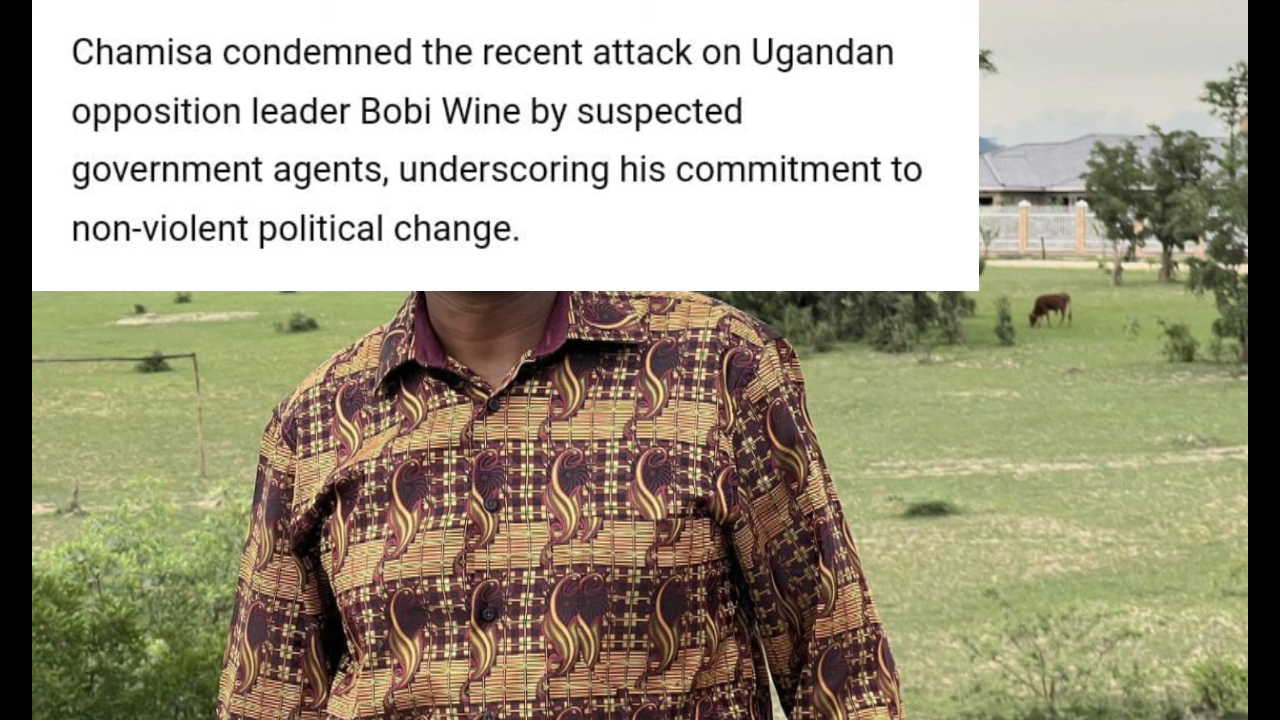 Chamisa condemned the recent attack on Ugandan
opposition leader Bobi Wine by suspected
government agents, underscoring his commitment to
non-violent political change.